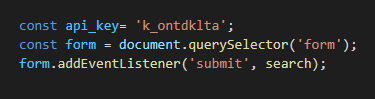 const api_key= 'k_ontdklta';
const form = document.querySelector('form');
form.addEventListener('submit', search);